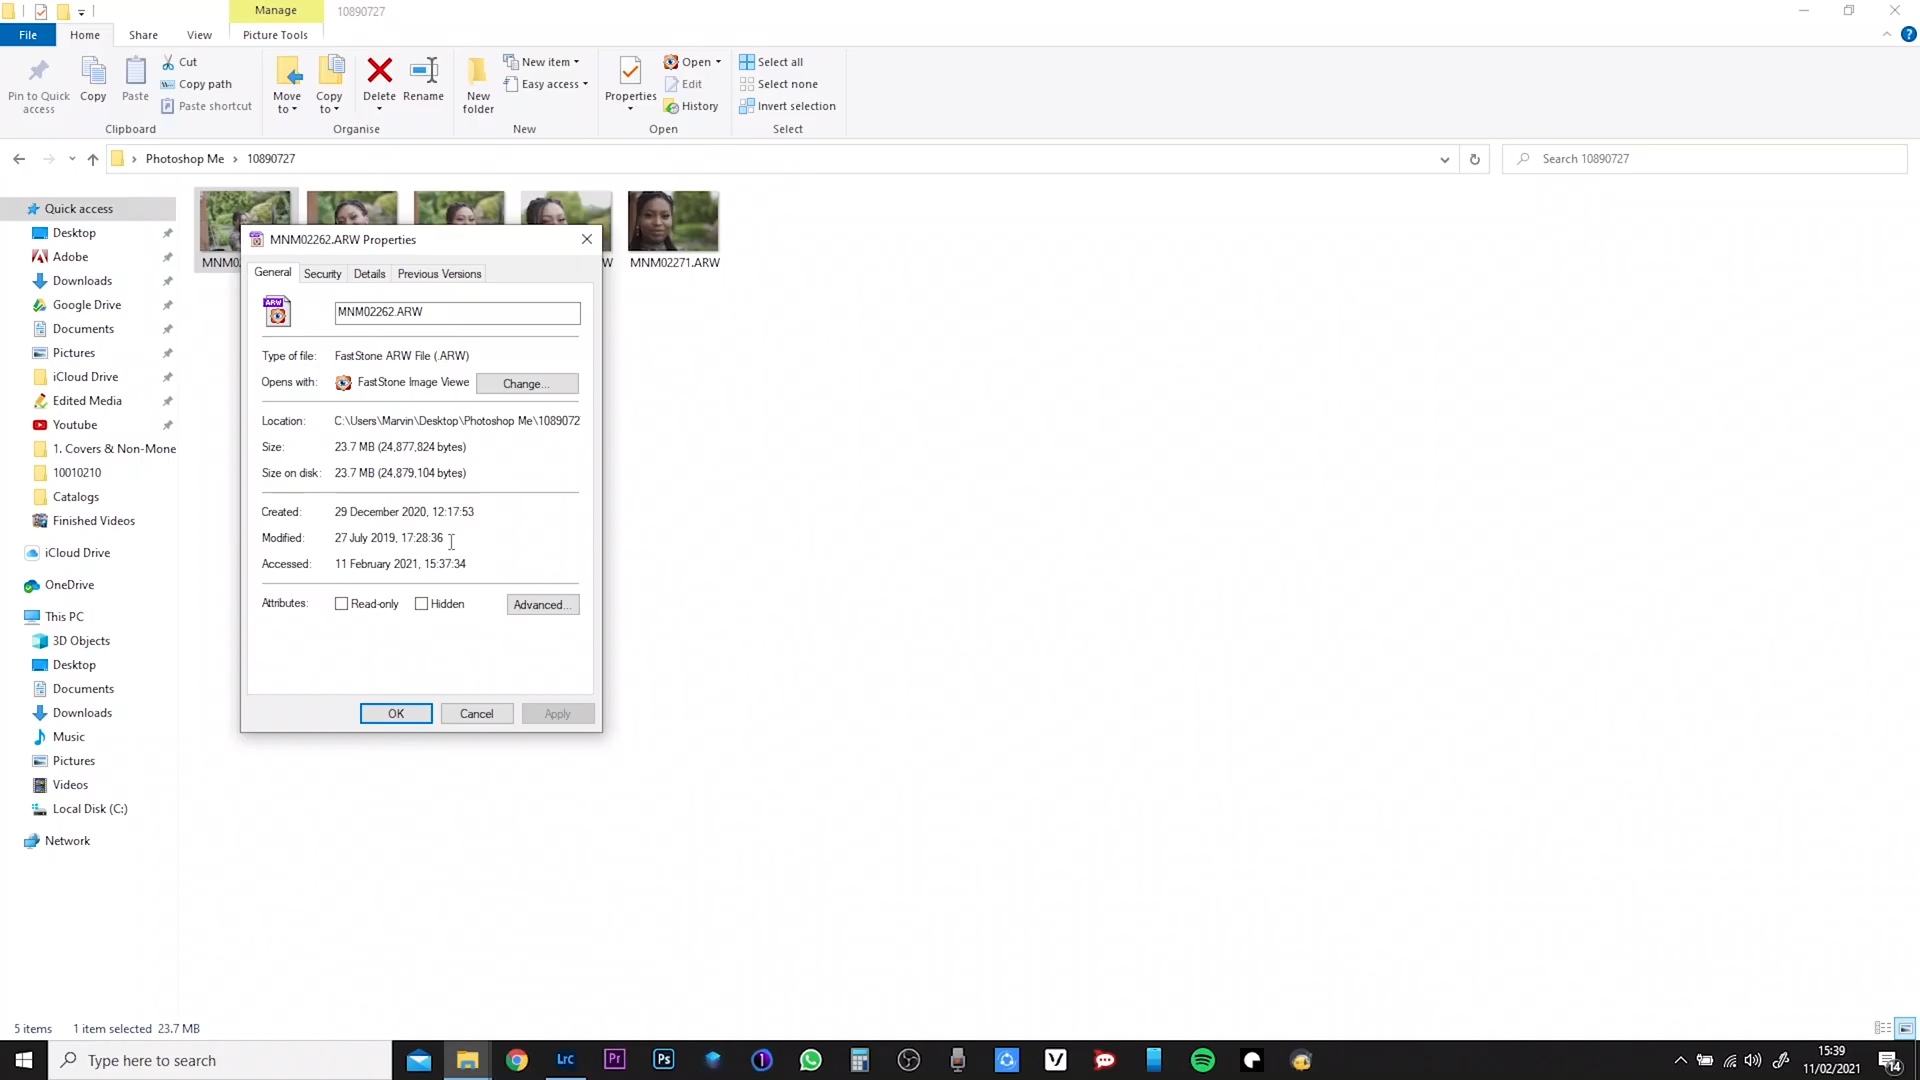 Manage
10890727
File
Home
Share
View
Picture Tools
Pin to Quick access
Copy
Paste
Cut
Copy path
Paste shortcut
Clipboard
Move to
Copy to
Delete
Rename
Organise
New folder
New item
Easy access
New
Properties
Open
Edit
History
Open
Select all
Select none
Invert selection
Select
Photoshop Me
10890727
Search 10890727
Quick access
Desktop
Adobe
Downloads
Google Drive
Documents
Pictures
iCloud Drive
Edited Media
Youtube
1. Covers & Non-Mone
10010210
Catalogs
Finished Videos
iCloud Drive
OneDrive
This PC
3D Objects
Desktop
Documents
Downloads
Music
Pictures
Videos
Local Disk (C:)
Network
MNM02271.ARW
MNM02262.ARW Properties
General
Security
Details
Previous Versions
ARW
MNM02262.ARW
Type of file: FastStone ARW File (.ARW)
Opens with: FastStone Image Viewe
Change...
Location: C:\Users\Marvin\Desktop\Photoshop Me\1089072
Size: 23.7 MB (24,877,824 bytes)
Size on disk: 23.7 MB (24,879,104 bytes)
Created: 29 December 2020, 12:17:53
Modified: 27 July 2019, 17:28:36
Accessed: 11 February 2021, 15:37:34
Attributes: Read-only Hidden
Advanced...
OK
Cancel
Apply
5 items 1 item selected 23.7 MB
Type here to search
Lrc
Pr
Ps
15:39
11/02/2021
14